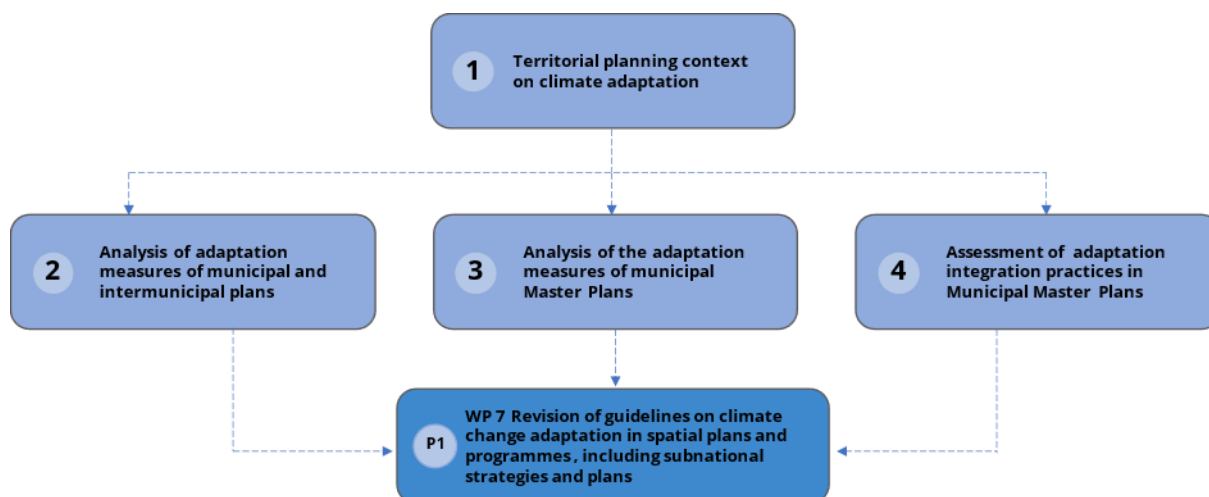 1
Territorial planning context
on climate adaptation
2
Analysis of adaptation
measures of municipal and
intermunicipal plans
3
Analysis of the adaptation
measures of municipal
Master Plans
4
Assessment of adaptation
integration practices in
Municipal Master Plans
P1
WP 7 Revision of guidelines on climate
change adaptation in spatial plans and
programmes, including subnational
strategies and plans